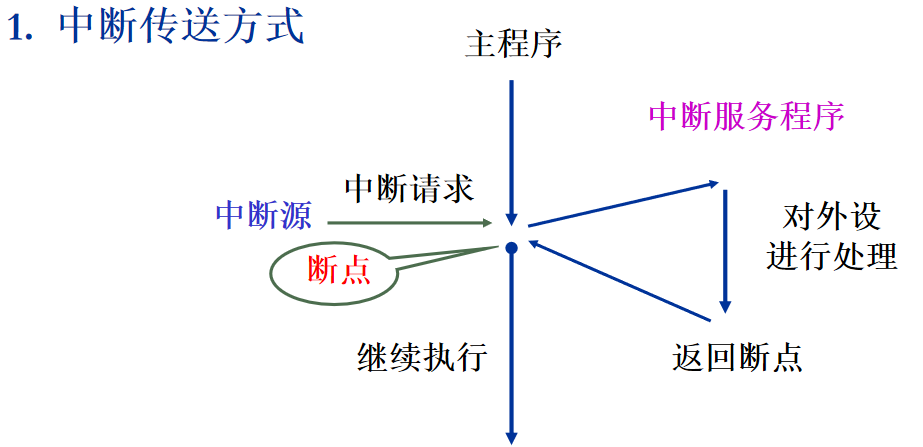 1. 中断传送方式
主程序
中断服务程序
中断请求
中断源
对外设
进行处理
断点
继续执行
返回断点